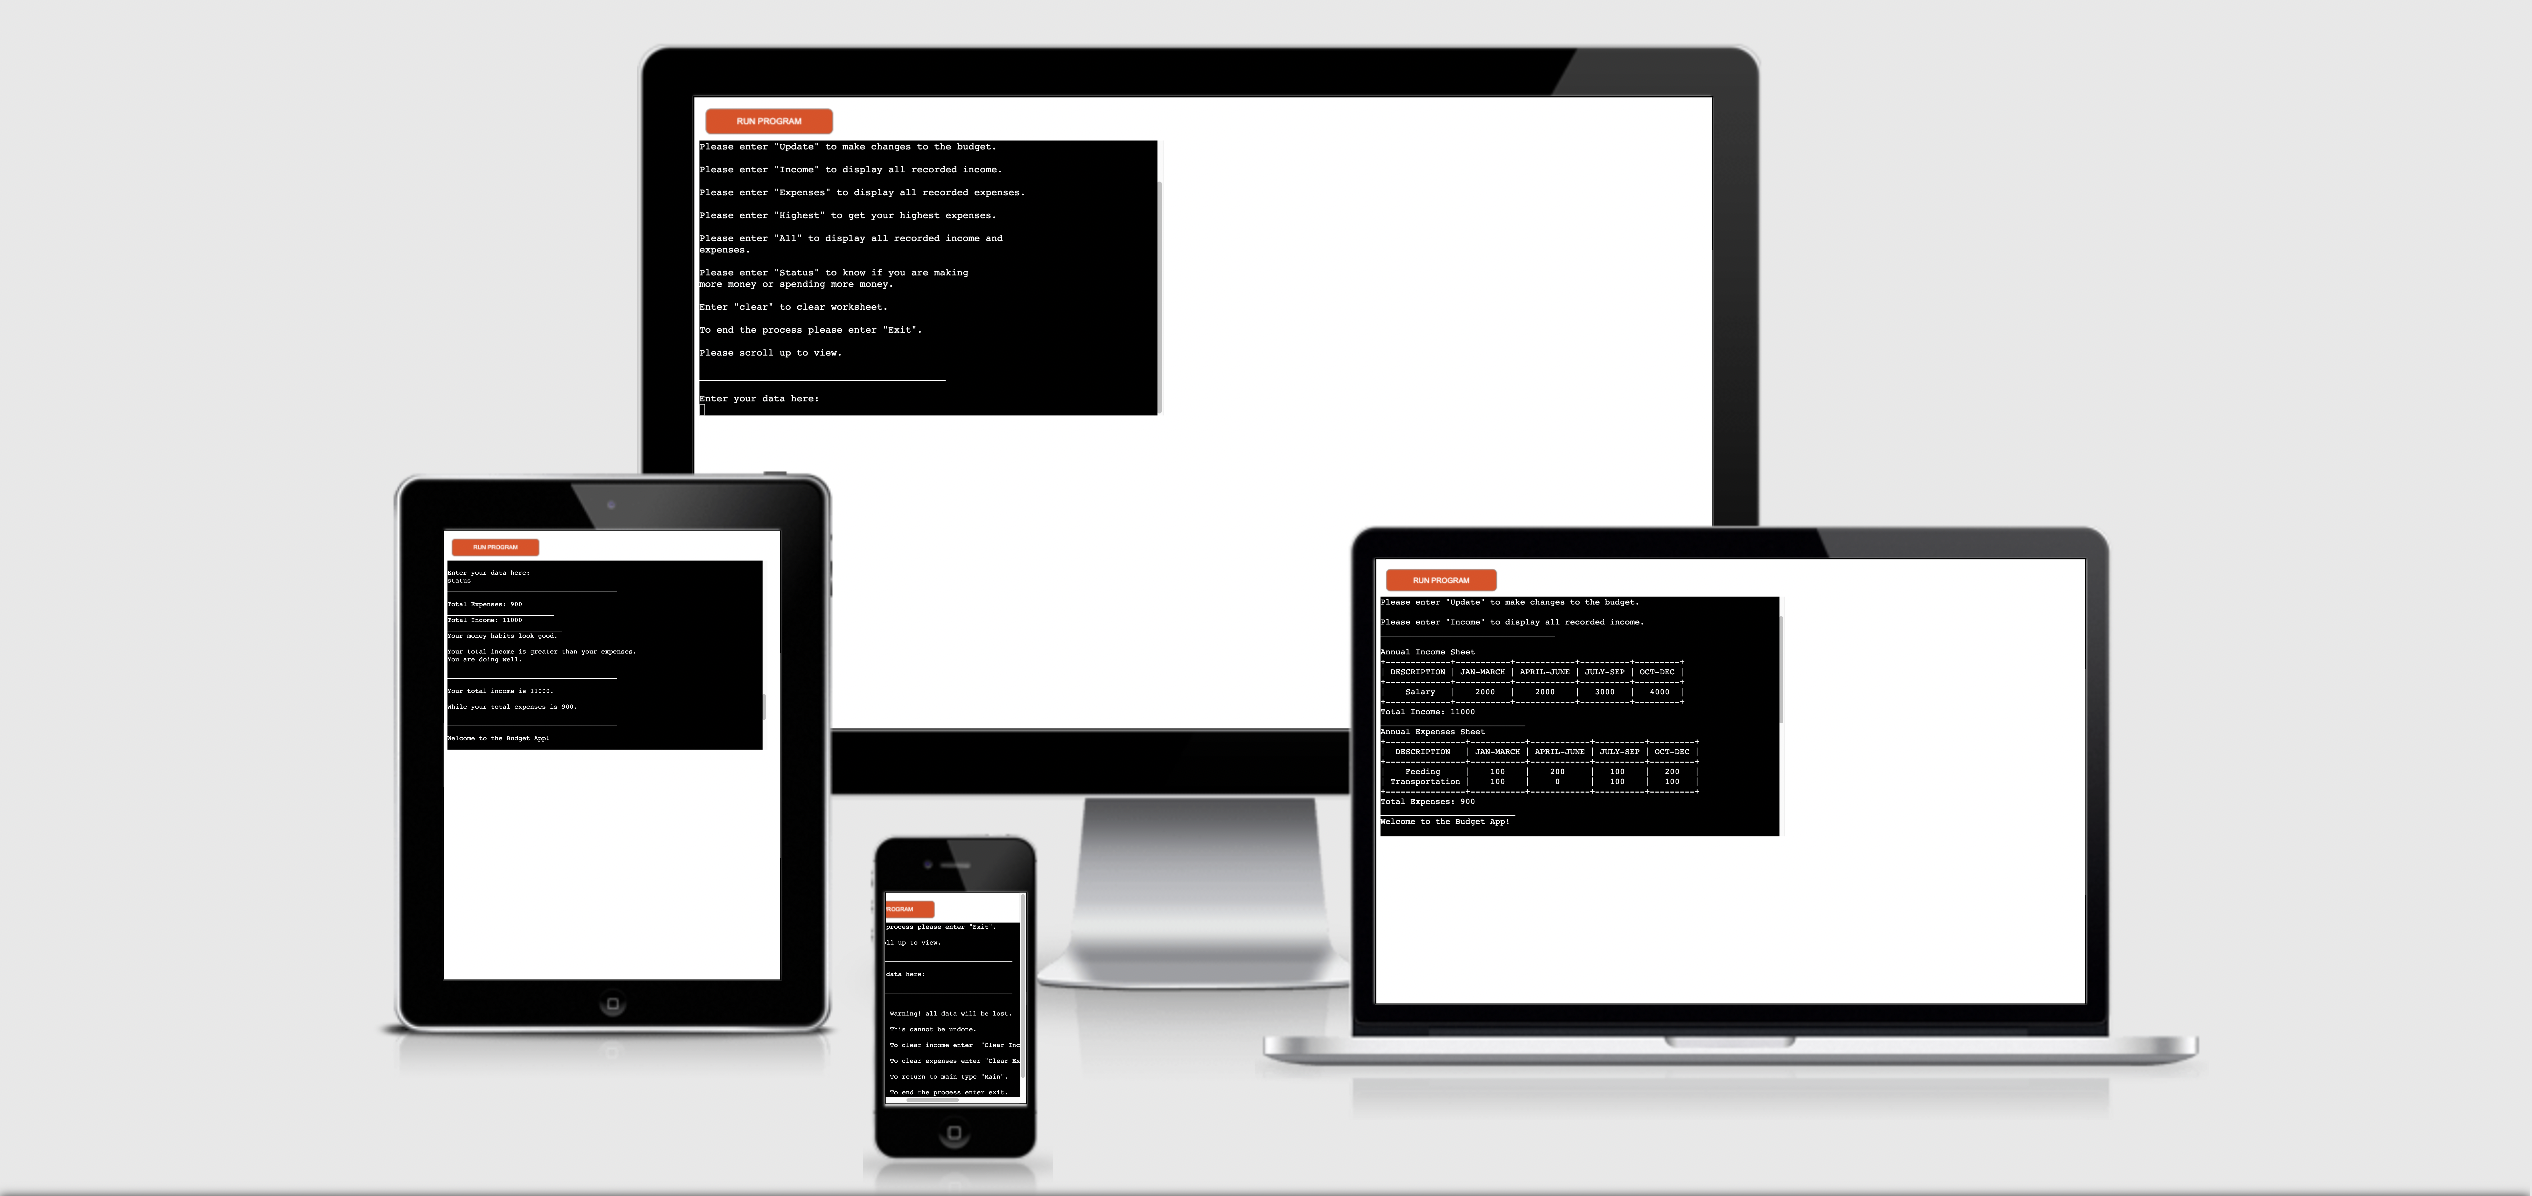 RUN PROGRAM
Please enter "Update" to make changes to the budget.
Please enter "Income" to display all recorded income.
Please enter "Expenses" to display all recorded expenses.
Please enter "Highest" to get your highest expenses.
Please enter "All" to display all recorded income and
expenses.
Please enter "Status" to know if you are making
more money or spending more money.
Enter "clear" to clear worksheet.
To end the process please enter "Exit".
Please scroll up to view.
Enter your data here:
RUN PROGRAM
Enter your data here:
status
Total Expenses: 900
Total Income: 11000
Your money habits look good.
Your total income is greater than your expenses.
You are doing well.
Your total income is 11000.
While your total expenses is 900.
Welcome to the Budget App!
PROGRAM
process please enter "Exit".
ll up to view.
data here:
Warning! all data will be lost.
This cannot be undone.
To clear income enter "Clear Inc
To clear expenses enter "Clear Ex
To return to main type "Main".
To end the process enter exit.
RUN PROGRAM
Please enter "Update" to make changes to the budget.
Please enter "Income" to display all recorded income.
Annual Income Sheet
DESCRIPTION | JAN-MARCH | APRIL-JUNE | JULY-SEP | OCT-DEC |
Salary | 2000 | 2000 | 3000 | 4000 |
Total Income: 11000
Annual Expenses Sheet
DESCRIPTION | JAN-MARCH | APRIL-JUNE | JULY-SEP | OCT-DEC |
Feeding | 100 | 200 | 100 | 200 |
Transportation | 100 | 0 | 100 | 100 |
Total Expenses: 900
Welcome to the Budget App!